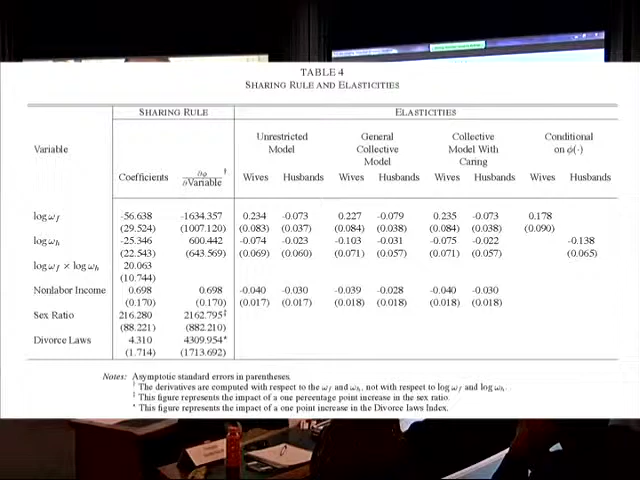 TABLE 4
SHARING RULE AND ELASTICITIES
SHARING RULE ELASTICITIES
Variable Coefficients ∂φ/∂Variable † Unrestricted Model General Collective Model Collective Model With Caring Conditional on φ(·)
Wives Husbands Wives Husbands Wives Husbands Wives Husbands
log ω_f -56.638 -1634.357 0.234 -0.073 0.227 -0.079 0.235 -0.073 0.178
(29.524) (1007.120) (0.083) (0.037) (0.084) (0.038) (0.084) (0.038) (0.090)
log ω_h -25.346 600.442 -0.074 -0.023 -0.103 -0.031 -0.075 -0.022 -0.138
(22.543) (643.569) (0.069) (0.060) (0.071) (0.057) (0.071) (0.057) (0.065)
log ω_f × log ω_h 20.063
(10.744)
Nonlabor Income 0.698 0.698 -0.040 -0.030 -0.039 -0.028 -0.040 -0.030
(0.170) (0.170) (0.017) (0.017) (0.018) (0.018) (0.018) (0.018)
Sex Ratio 216.280 2162.795‡
(88.221) (882.210)
Divorce Laws 4.310 4309.954*
(1.714) (1713.692)
Notes: Asymptotic standard errors in parentheses.
† The derivatives are computed with respect to the ω_f and ω_h, not with respect to log ω_f and log ω_h.
‡ This figure represents the impact of a one percentage point increase in the sex ratio.
* This figure represents the impact of a one point increase in the Divorce laws Index.